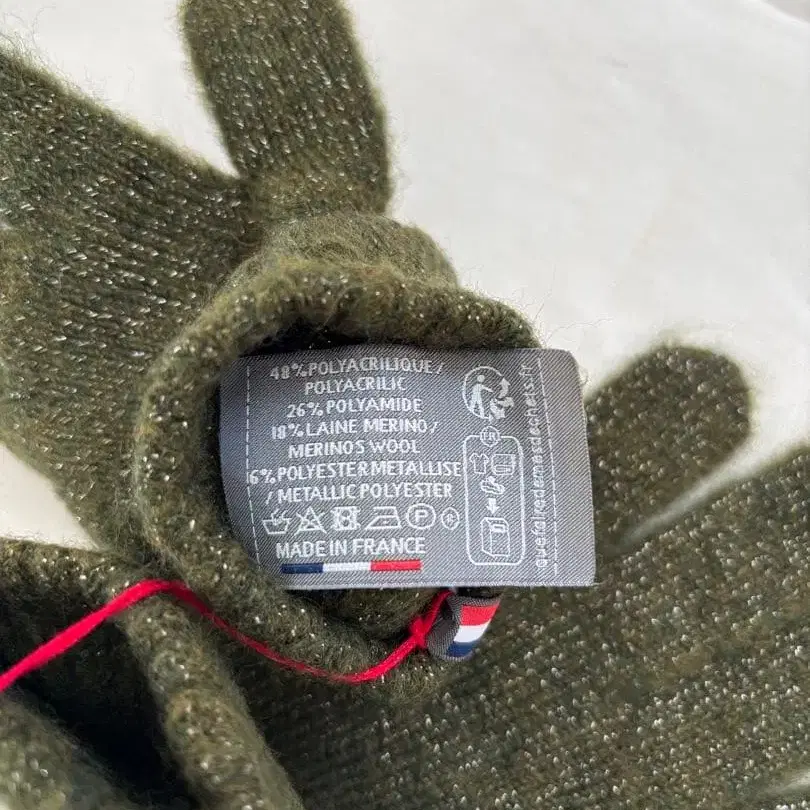 48%POLYACRILIQUE/
POLYACRILIC
26%POLYAMIDE
18%LAINE MERINO/
MERINOS WOOL
6%POLYESTER METALLISE
/METALLIC POLYESTER
MADE IN FRANCE
FR
quefairedemesdechets.fr